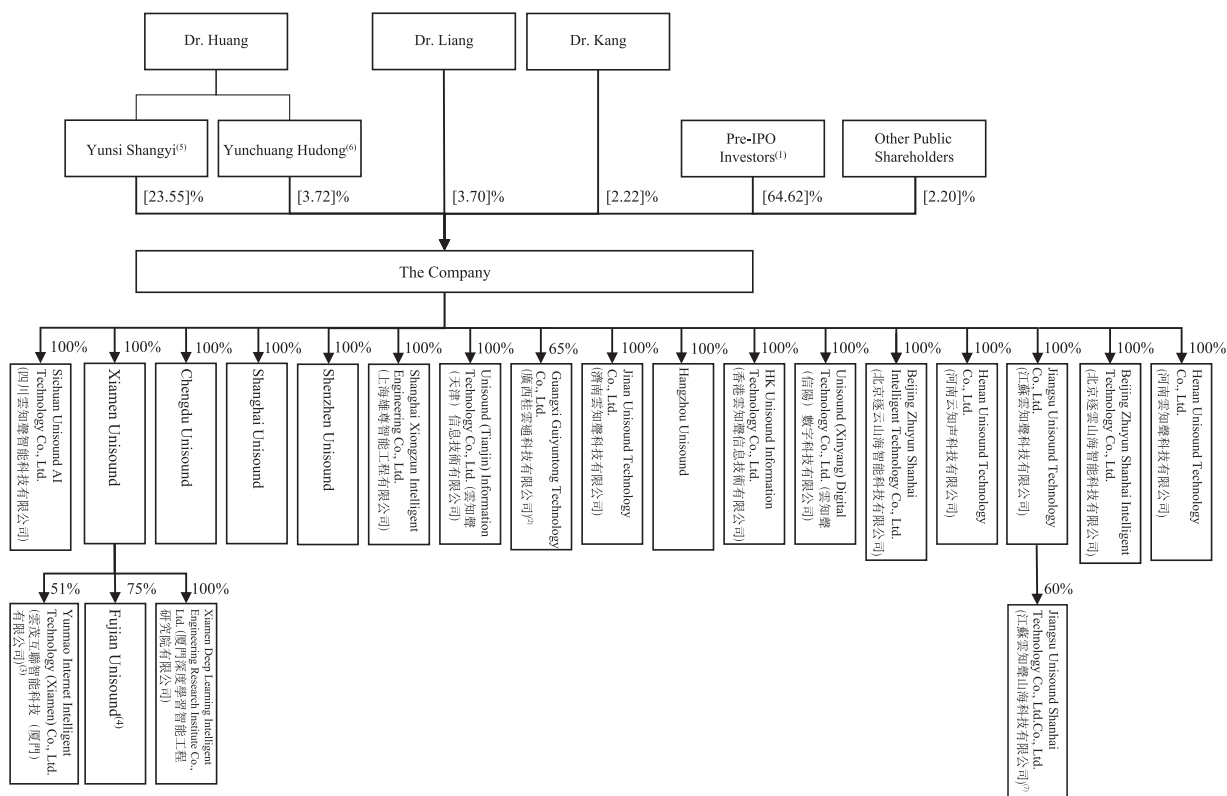 Dr. Huang
Dr. Liang
Dr. Kang
Yunsi Shangyi(5)
Yunchuang Hudong(6)
Pre-IPO
Investors(1)
Other Public
Shareholders
[23.55]%
[3.72]%
[3.70]%
[2.22]%
[64.62]%
[2.20]%
The Company
100%
Sichuan Unisound AI
Technology Co., Ltd.
(四川雲知聲智能科技有限公司)
100%
Xiamen Unisound
100%
Chengdu Unisound
100%
Shanghai Unisound
100%
Shenzhen Unisound
100%
Shanghai Xiongzun Intelligent
Engineering Co., Ltd.
(上海雄尊智能工程有限公司)
100%
Unisound (Tianjin) Information
Technology Co., Ltd. (雲知聲
(天津）信息技術有限公司)
65%
Guangxi Guiyuntong Technology
Co., Ltd.
(廣西桂雲通科技有限公司)(2)
100%
Jinan Unisound Technology
Co., Ltd.
(濟南雲知聲科技有限公司)
100%
Hangzhou Unisound
100%
HK Unisound Information
Technology Co., Ltd.
(香港雲知聲信息技術有限公司)
100%
Unisound (Xinyang) Digital
Technology Co., Ltd. (雲知聲
(信陽）數字科技有限公司)
100%
Beijing Zhuyun Shanhai
Intelligent Technology Co., Ltd.
(北京逐云山海智能科技有限公司)
100%
Henan Unisound Technology
Co., Ltd.
(河南云知声科技有限公司)
100%
Jiangsu Unisound Technology
Co., Ltd.
(江蘇雲知聲科技有限公司)
100%
Beijing Zhuyun Shanhai Intelligent
Technology Co., Ltd.
(北京逐雲山海智能科技有限公司)
100%
Henan Unisound Technology
Co., Ltd.
(河南雲知聲科技有限公司)
51%
Yunmao Internet Intelligent
Technology (Xiamen) Co., Ltd.
(雲茂互聯智能科技（廈門）
有限公司)(3)
75%
Fujian Unisound(4)
100%
Xiamen Deep Learning Intelligent
Engineering Research Institute Co.,
Ltd. (廈門深度學習智能工程
研究院有限公司)
60%
Jiangsu Unisound Shanhai
Technology Co., Ltd.Co., Ltd.
(江蘇雲知聲山海科技有限公司)(7)